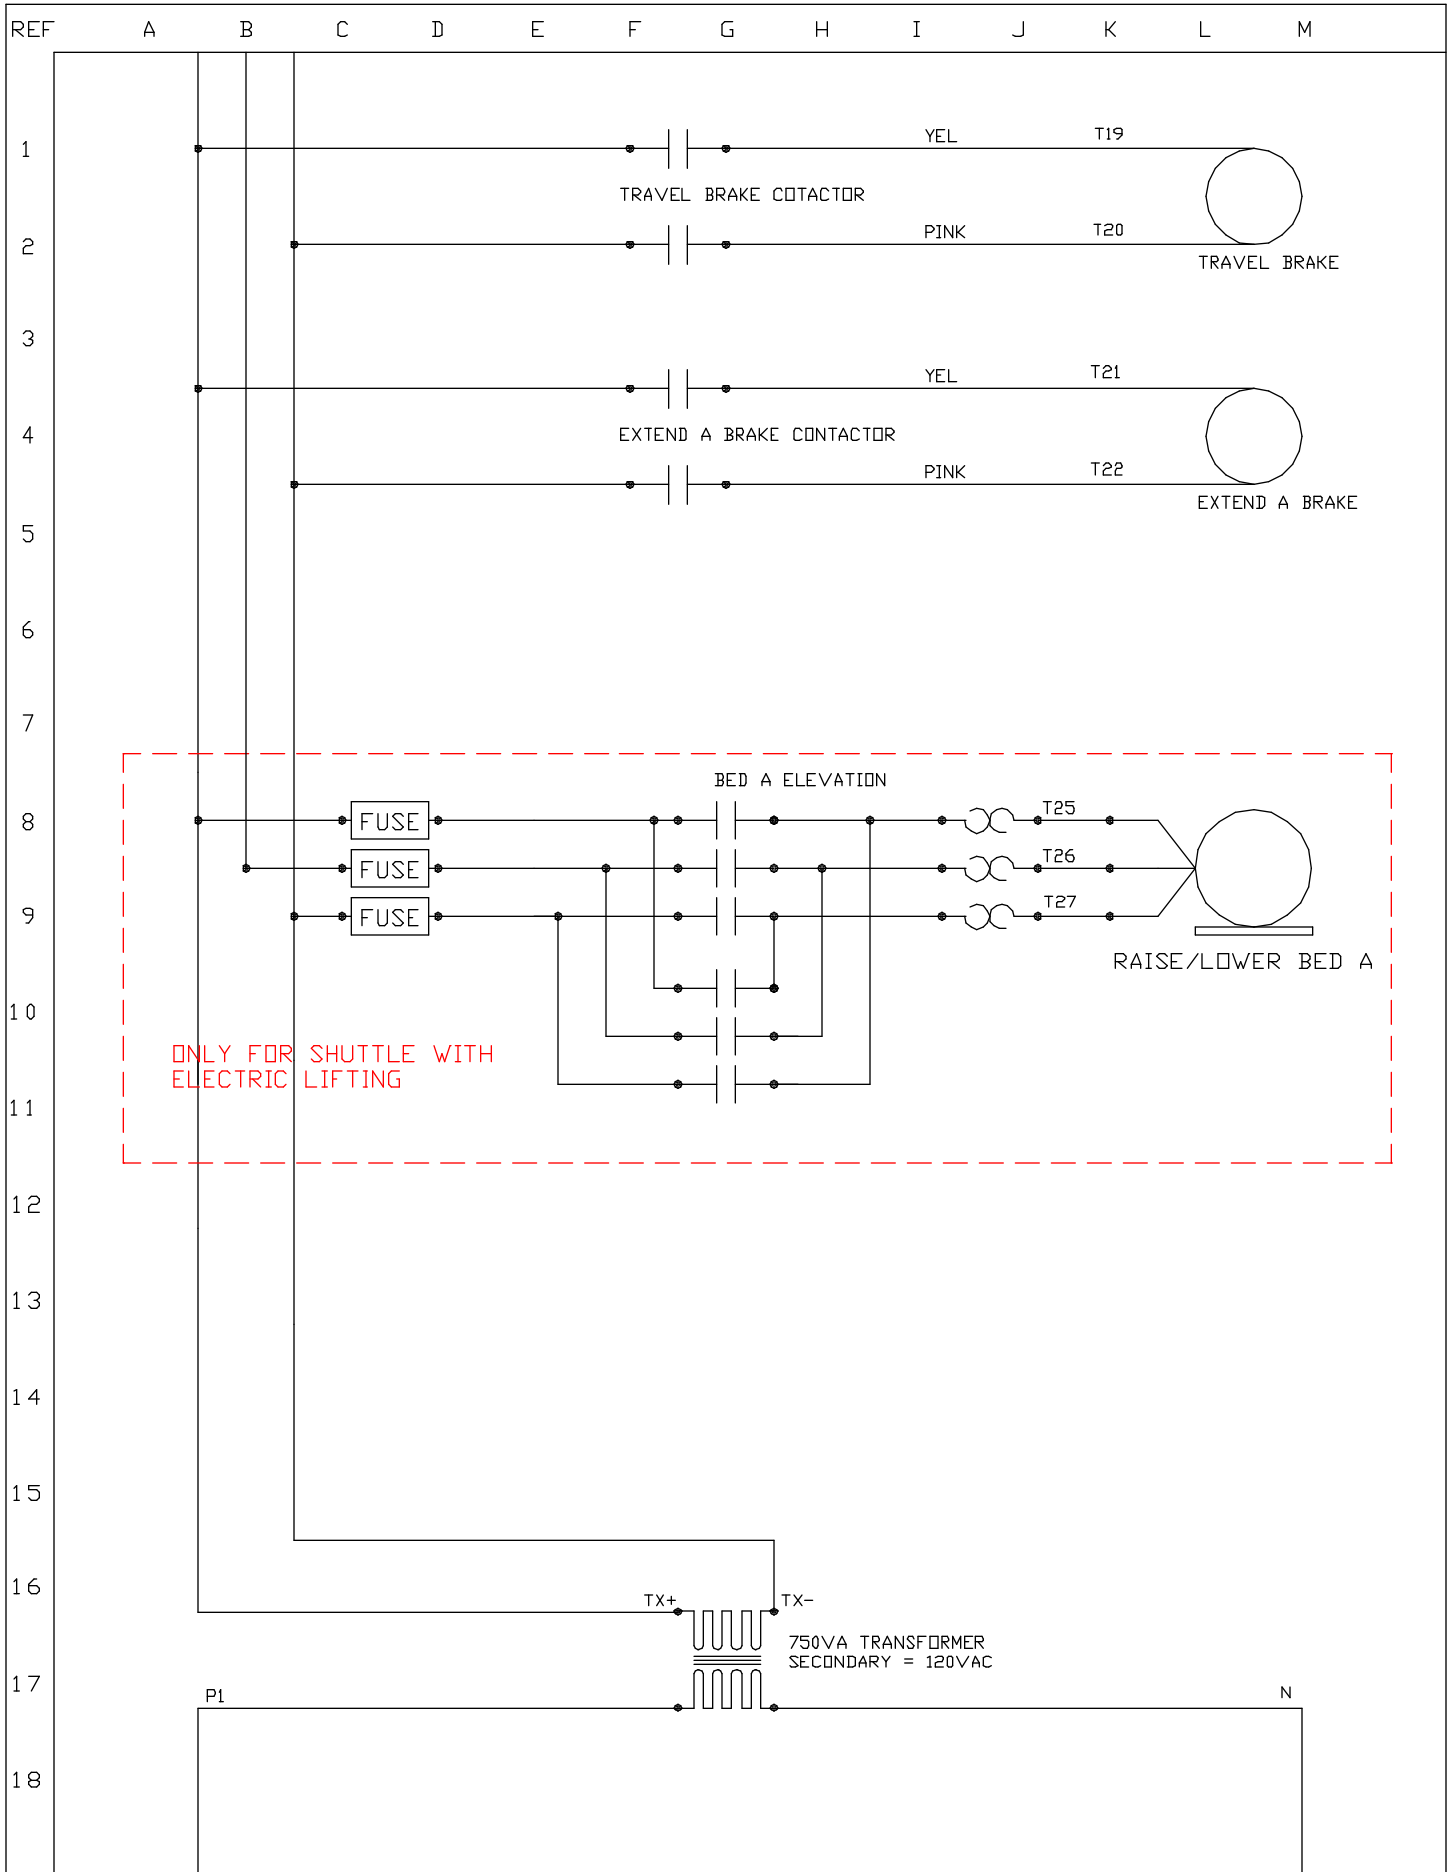 REF A B C D E F G H I J K L M
1
YEL T19
TRAVEL BRAKE COTACTOR
2
PINK T20
TRAVEL BRAKE
3
YEL T21
4
EXTEND A BRAKE CONTACTOR
PINK T22
EXTEND A BRAKE
5
6
7
BED A ELEVATION
8
FUSE T25
FUSE T26
9
FUSE T27
RAISE/LOWER BED A
10
ONLY FOR SHUTTLE WITH
ELECTRIC LIFTING
11
12
13
14
15
16
TX+ TX-
750VA TRANSFORMER
SECONDARY = 120VAC
17
P1 N
18